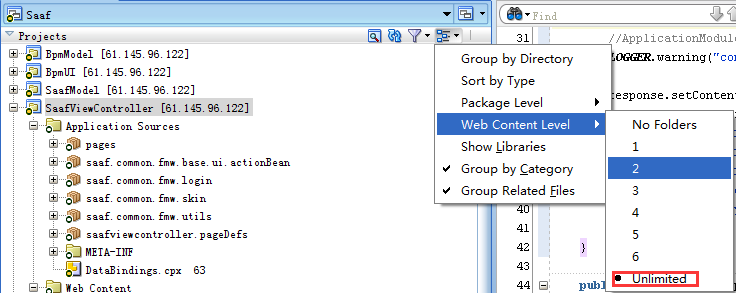 Saaf
Projects
BpmModel [61.145.96.122]
BpmUI [61.145.96.122]
SaafModel [61.145.96.122]
SaafViewController [61.145.96.122]
Application Sources
pages
saaf.common.fmw.base.ui.actionBean
saaf.common.fmw.login
saaf.common.fmw.skin
saaf.common.fmw.utils
saafviewcontroller.pageDefs
META-INF
DataBindings.cpx 63
Web Content
Group by Directory
Sort by Type
Package Level
Web Content Level
Show Libraries
Group by Category
Group Related Files
No Folders
1
2
3
4
5
6
Unlimited
Find
31 //ApplicationModul
LOGGER.warning("con
esponse.setContent
40
41
42 }
43
44 publ